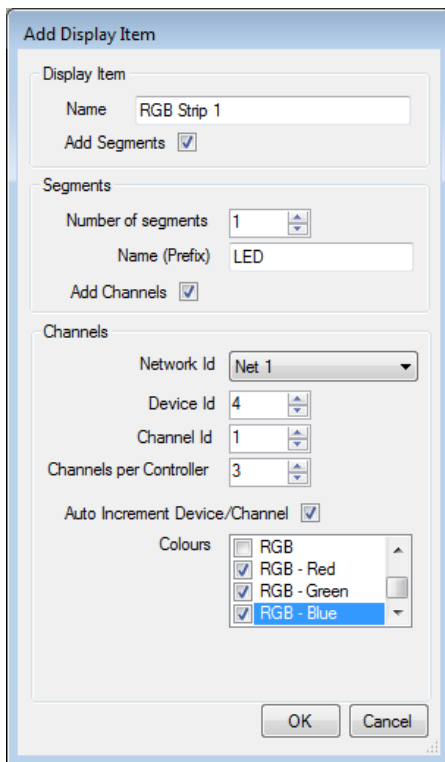 Add Display Item
Display Item
Name RGB Strip 1
Add Segments
Segments
Number of segments 1
Name (Prefix) LED
Add Channels
Channels
Network Id Net 1
Device Id 4
Channel Id 1
Channels per Controller 3
Auto Increment Device/Channel
Colours RGB
RGB - Red
RGB - Green
RGB - Blue
OK Cancel